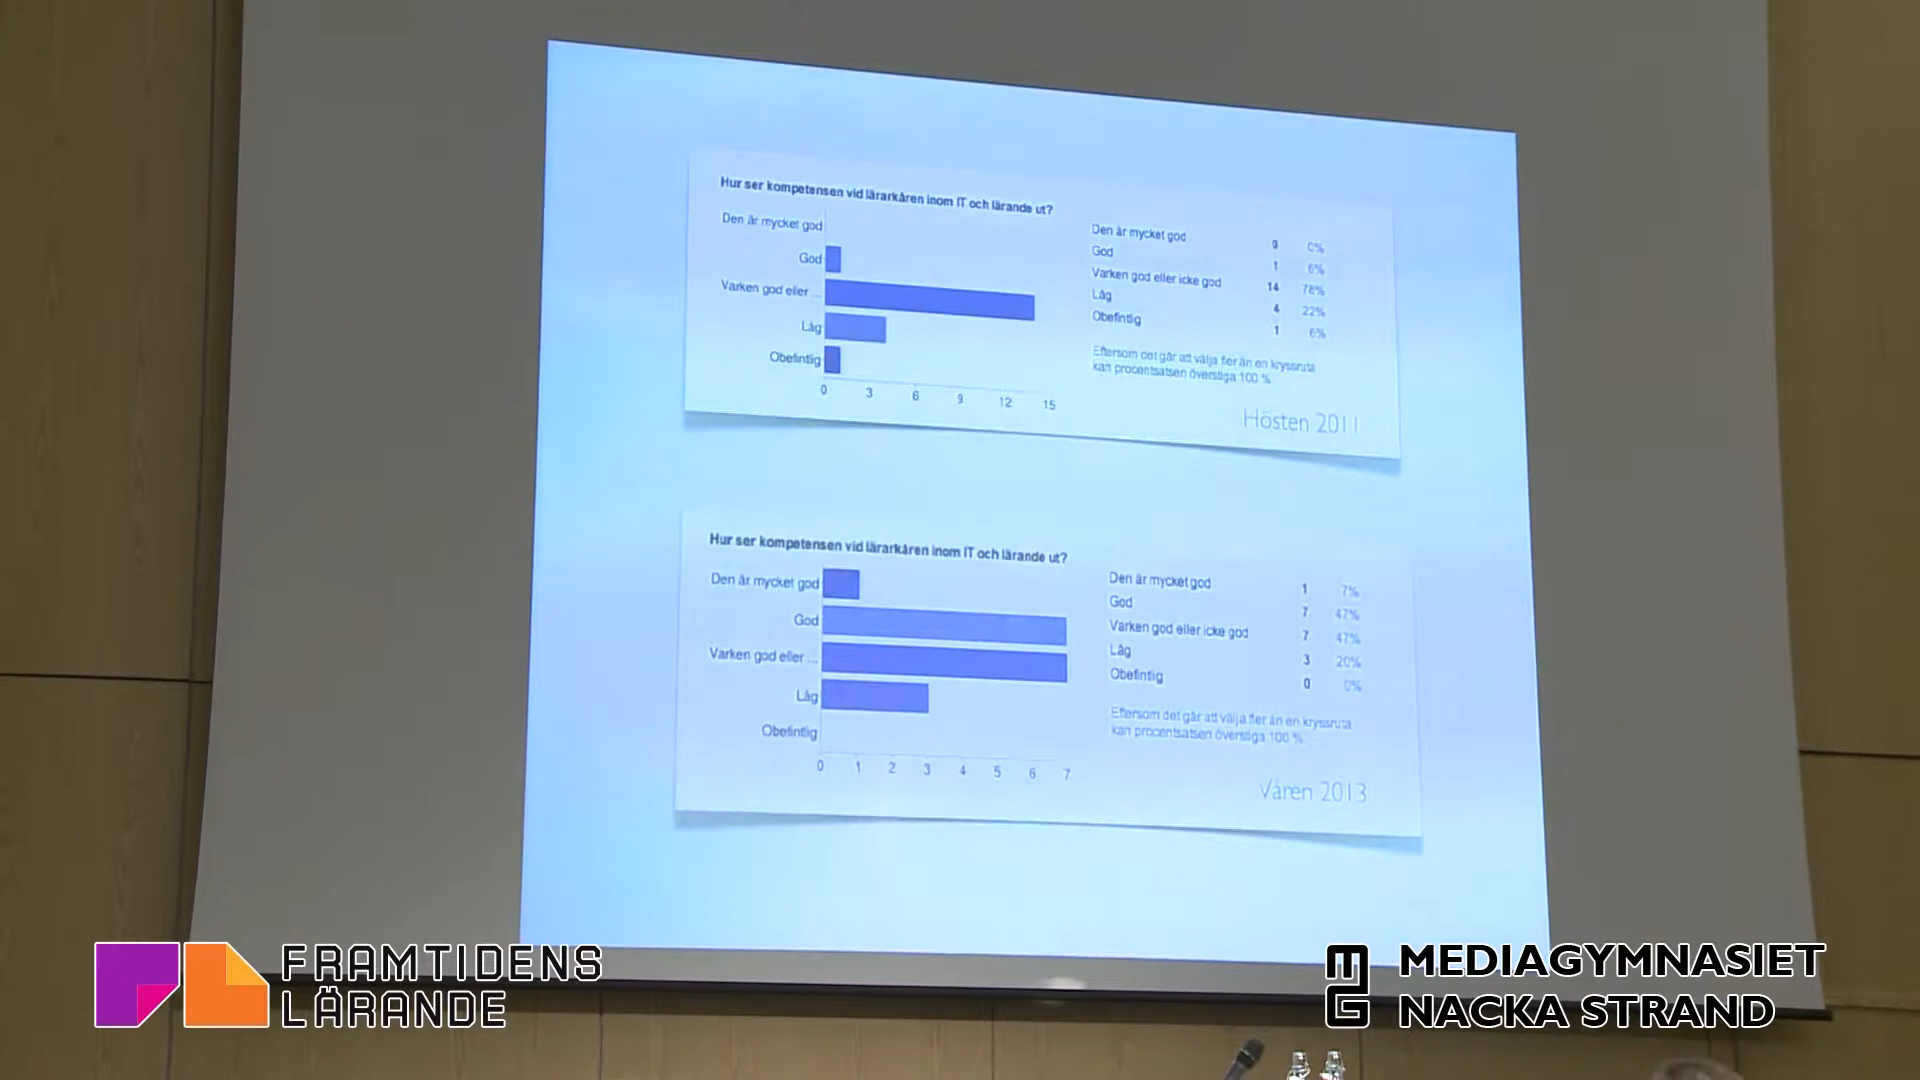 Hur ser kompetensen vid lärarkåren inom IT och lärande ut?
Den är mycket god
God
Varken god eller ...
Låg
Obefintlig
0 3 6 9 12 15
Den är mycket god 0 0%
God 1 6%
Varken god eller icke god 14 78%
Låg 4 22%
Obefintlig 1 6%
Eftersom det går att välja fler än en kryssruta
kan procentsatsen överstiga 100 %.
Hösten 2011
Hur ser kompetensen vid lärarkåren inom IT och lärande ut?
Den är mycket god
God
Varken god eller ...
Låg
Obefintlig
0 1 2 3 4 5 6 7
Den är mycket god 1 7%
God 7 47%
Varken god eller icke god 7 47%
Låg 3 20%
Obefintlig 0 0%
Eftersom det går att välja fler än en kryssruta
kan procentsatsen överstiga 100 %.
Våren 2013
FRAMTIDENS
LÄRANDE
MG
MEDIAGYMNASIET
NACKA STRAND